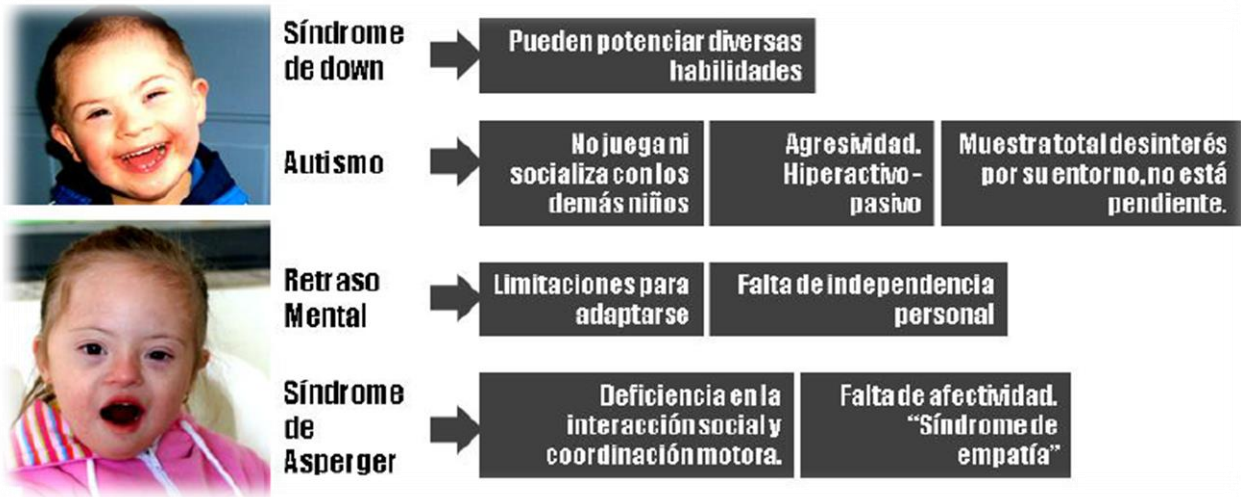 Síndrome
de down
Pueden potenciar diversas
habilidades
Autismo
No juega ni
socializa con los
demás niños
Agresividad.
Hiperactivo-
pasivo
Muestra total desinterés
por su entorno, no está
pendiente.
Retraso
Mental
Limitaciones para
adaptarse
Falta de independencia
personal
Síndrome
de
Asperger
Deficiencia en la
interacción social y
coordinación motora.
Falta de afectividad.
“Síndrome de
empatía”